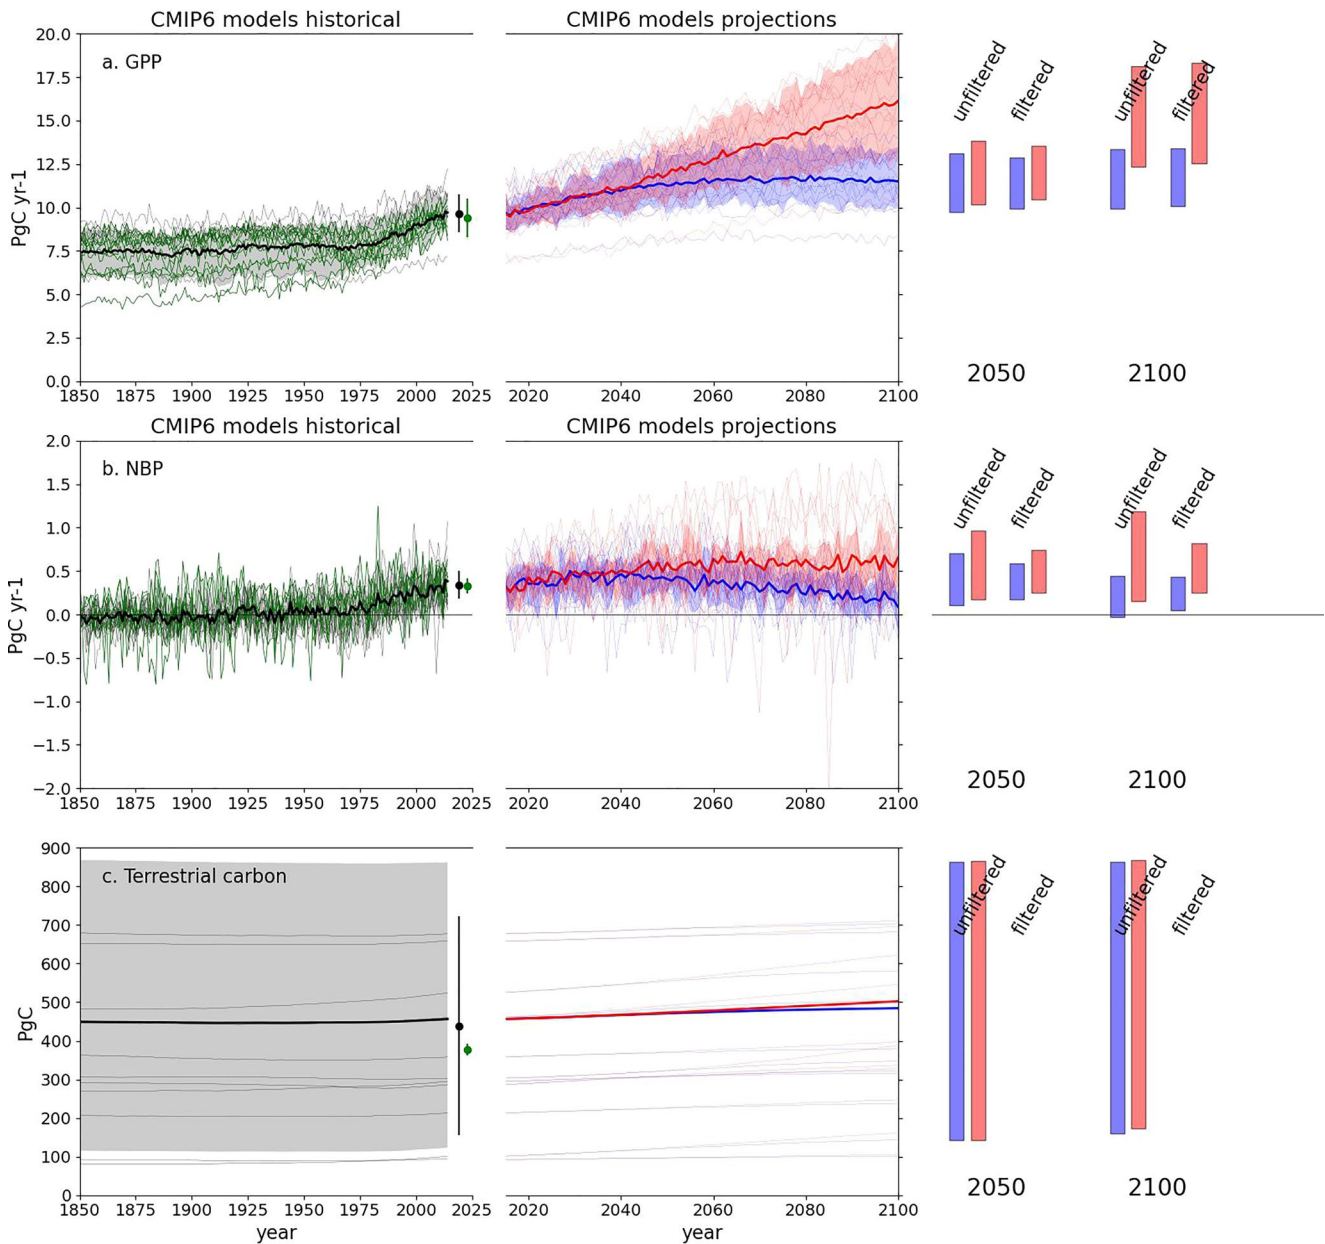 CMIP6 models historical
CMIP6 models projections
a. GPP
PgC yr-1
20.0
17.5
15.0
12.5
10.0
7.5
5.0
2.5
0.0
1850 1875 1900 1925 1950 1975 2000 2025
2020 2040 2060 2080 2100
unfiltered
filtered
unfiltered
filtered
2050
2100
CMIP6 models historical
CMIP6 models projections
b. NBP
PgC yr-1
2.0
1.5
1.0
0.5
0.0
−0.5
−1.0
−1.5
−2.0
1850 1875 1900 1925 1950 1975 2000 2025
2020 2040 2060 2080 2100
unfiltered
filtered
unfiltered
filtered
2050
2100
c. Terrestrial carbon
PgC
900
800
700
600
500
400
300
200
100
0
1850 1875 1900 1925 1950 1975 2000 2025
year
2020 2040 2060 2080 2100
year
unfiltered
filtered
unfiltered
filtered
2050
2100